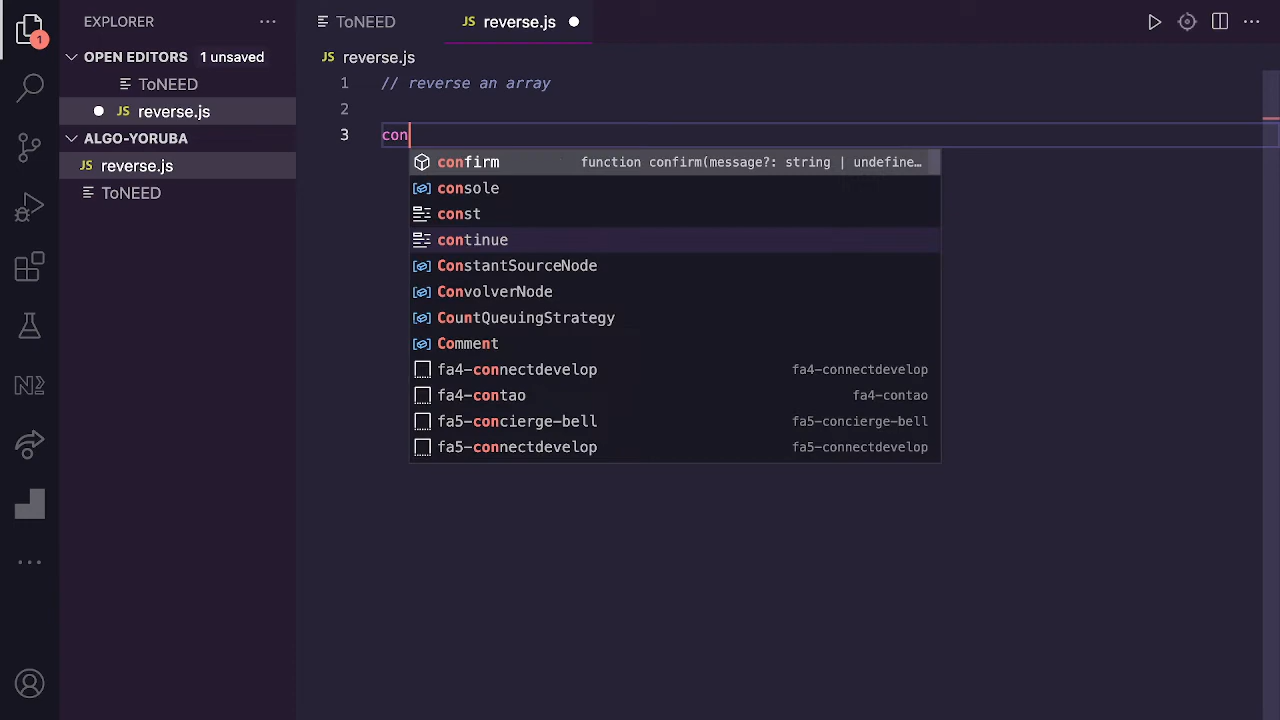 EXPLORER
ToNEED
JS reverse.js
OPEN EDITORS 1 unsaved
ToNEED
JS reverse.js
ALGO-YORUBA
JS reverse.js
ToNEED
1
JS reverse.js
1 // reverse an array
2
3 con
confirm function confirm(message?: string | undefine…
console
const
continue
ConstantSourceNode
ConvolverNode
CountQueuingStrategy
Comment
fa4-connectdevelop fa4-connectdevelop
fa4-contao fa4-contao
fa5-concierge-bell fa5-concierge-bell
fa5-connectdevelop fa5-connectdevelop